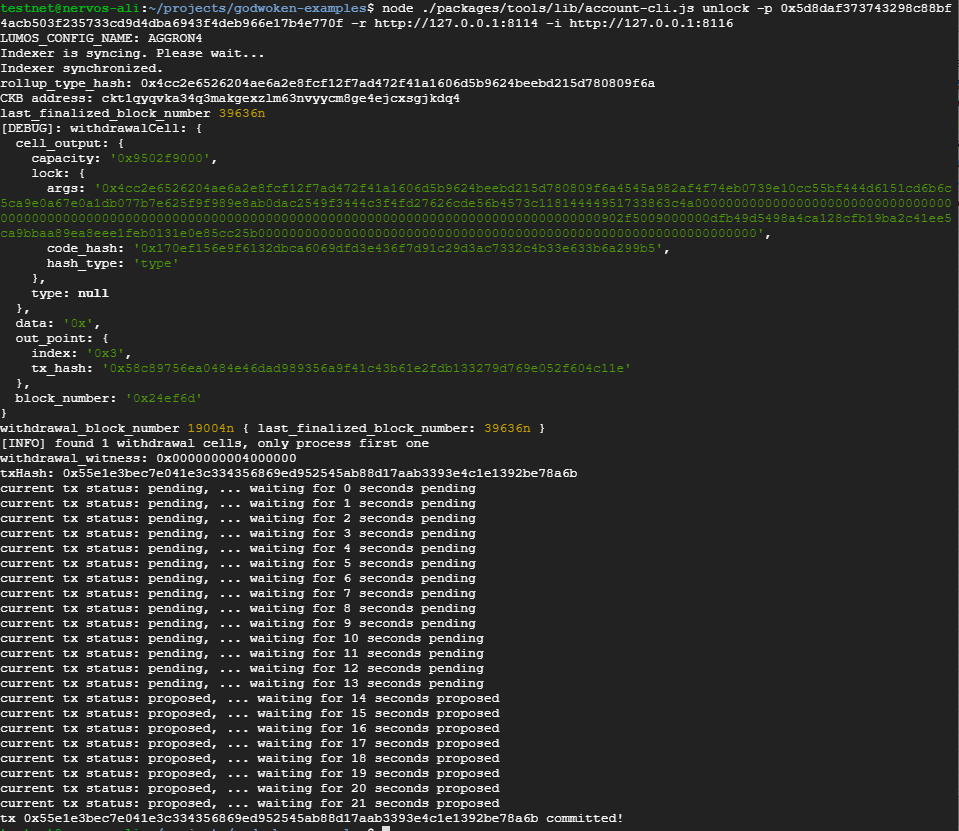 testnet@nervos-ali:~/projects/godwoken-examples$ node ./packages/tools/lib/account-cli.js unlock -p 0x5d8daf373743298c88bf
4acb503f235733cd9d4dba6943f4deb966e17b4e770f -r http://127.0.0.1:8114 -i http://127.0.0.1:8116
LUMOS_CONFIG_NAME: AGGRON4
Indexer is syncing. Please wait...
Indexer synchronized.
rollup_type_hash: 0x4cc2e6526204ae6a2e8fcf12f7ad472f41a1606d5b9624beebd215d780809f6a
CKB address: ckt1qyqvka34q3makgexzlm63nvyycm8ge4ejcxsgjkdq4
last_finalized_block_number 39636n
[DEBUG]: withdrawalCell: {
  cell_output: {
    capacity: '0x9502f9000',
    lock: {
      args: 
      code_hash: '0x170ef156e9f6132dbca6069dfd3e436f7d91c29d3ac7332c4b33e633b6a299b5',
      hash_type: 'type'
    },
    type: null
  },
  data: '0x',
  out_point: {
    index: '0x3',
    tx_hash: '0x58c89756ea0484e46dad989356a9f41c43b61e2fdb133279d769e052f604c11e'
  },
  block_number: '0x24ef6d'
}
withdrawal_block_number 19004n { last_finalized_block_number: 39636n }
[INFO] found 1 withdrawal cells, only process first one
withdrawal_witness: 0x0000000004000000
txHash: 0x55e1e3bec7e041e3c334356869ed952545ab88d17aab3393e4c1e1392be78a6b
current tx status: pending, ... waiting for 0 seconds pending
current tx status: pending, ... waiting for 1 seconds pending
current tx status: pending, ... waiting for 2 seconds pending
current tx status: pending, ... waiting for 3 seconds pending
current tx status: pending, ... waiting for 4 seconds pending
current tx status: pending, ... waiting for 5 seconds pending
current tx status: pending, ... waiting for 6 seconds pending
current tx status: pending, ... waiting for 7 seconds pending
current tx status: pending, ... waiting for 8 seconds pending
current tx status: pending, ... waiting for 9 seconds pending
current tx status: pending, ... waiting for 10 seconds pending
current tx status: pending, ... waiting for 11 seconds pending
current tx status: pending, ... waiting for 12 seconds pending
current tx status: pending, ... waiting for 13 seconds pending
current tx status: proposed, ... waiting for 14 seconds proposed
current tx status: proposed, ... waiting for 15 seconds proposed
current tx status: proposed, ... waiting for 16 seconds proposed
current tx status: proposed, ... waiting for 17 seconds proposed
current tx status: proposed, ... waiting for 18 seconds proposed
current tx status: proposed, ... waiting for 19 seconds proposed
current tx status: proposed, ... waiting for 20 seconds proposed
current tx status: proposed, ... waiting for 21 seconds proposed
tx 0x55e1e3bec7e041e3c334356869ed952545ab88d17aab3393e4c1e1392be78a6b committed!